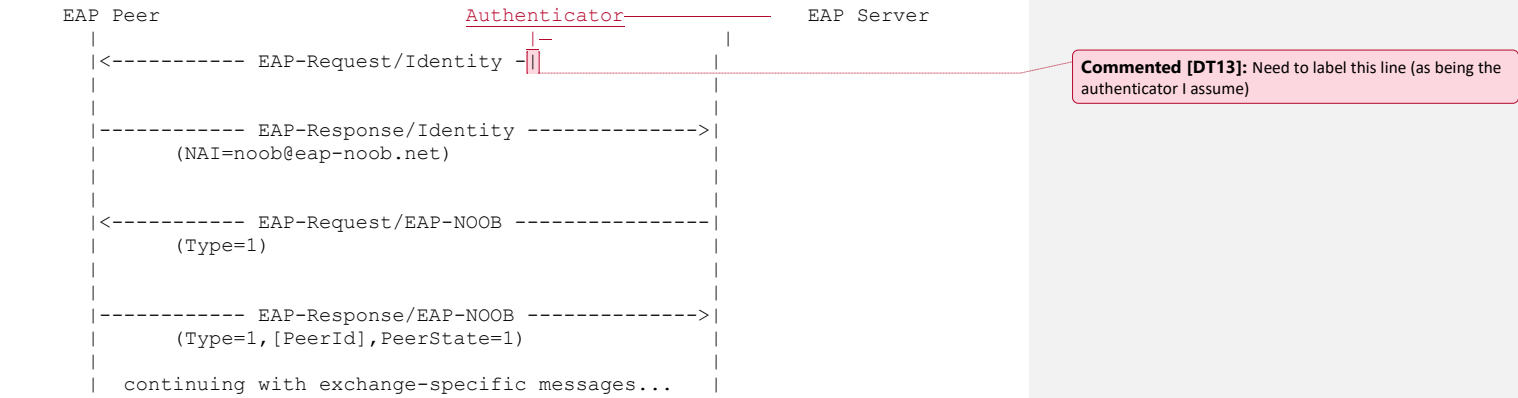 EAP Peer Authenticator EAP Server
| | |
|<----------- EAP-Request/Identity -| |
| |
|------------ EAP-Response/Identity -------------->|
| (NAI=noob@eap-noob.net) |
| |
| |
|<----------- EAP-Request/EAP-NOOB ----------------|
| (Type=1) |
| |
| |
|------------ EAP-Response/EAP-NOOB -------------->|
| (Type=1,[PeerId],PeerState=1) |
| |
| continuing with exchange-specific messages... |
Commented [DT13]: Need to label this line (as being the
authenticator I assume)